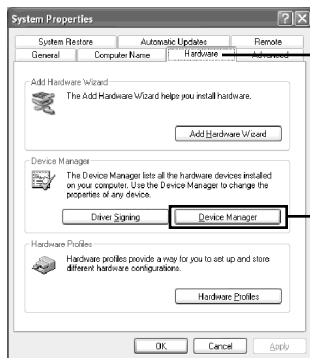 System Properties
System Restore Automatic Updates Remote
General Computer Name Hardware Advanced
Add Hardware Wizard
The Add Hardware Wizard helps you install hardware.
Add Hardware Wizard
Device Manager
The Device Manager lists all the hardware devices installed
on your computer. Use the Device Manager to change the
properties of any device.
Driver Signing Device Manager
Hardware Profiles
Hardware profiles provide a way for you to set up and store
different hardware configurations.
Hardware Profiles
OK Cancel Apply